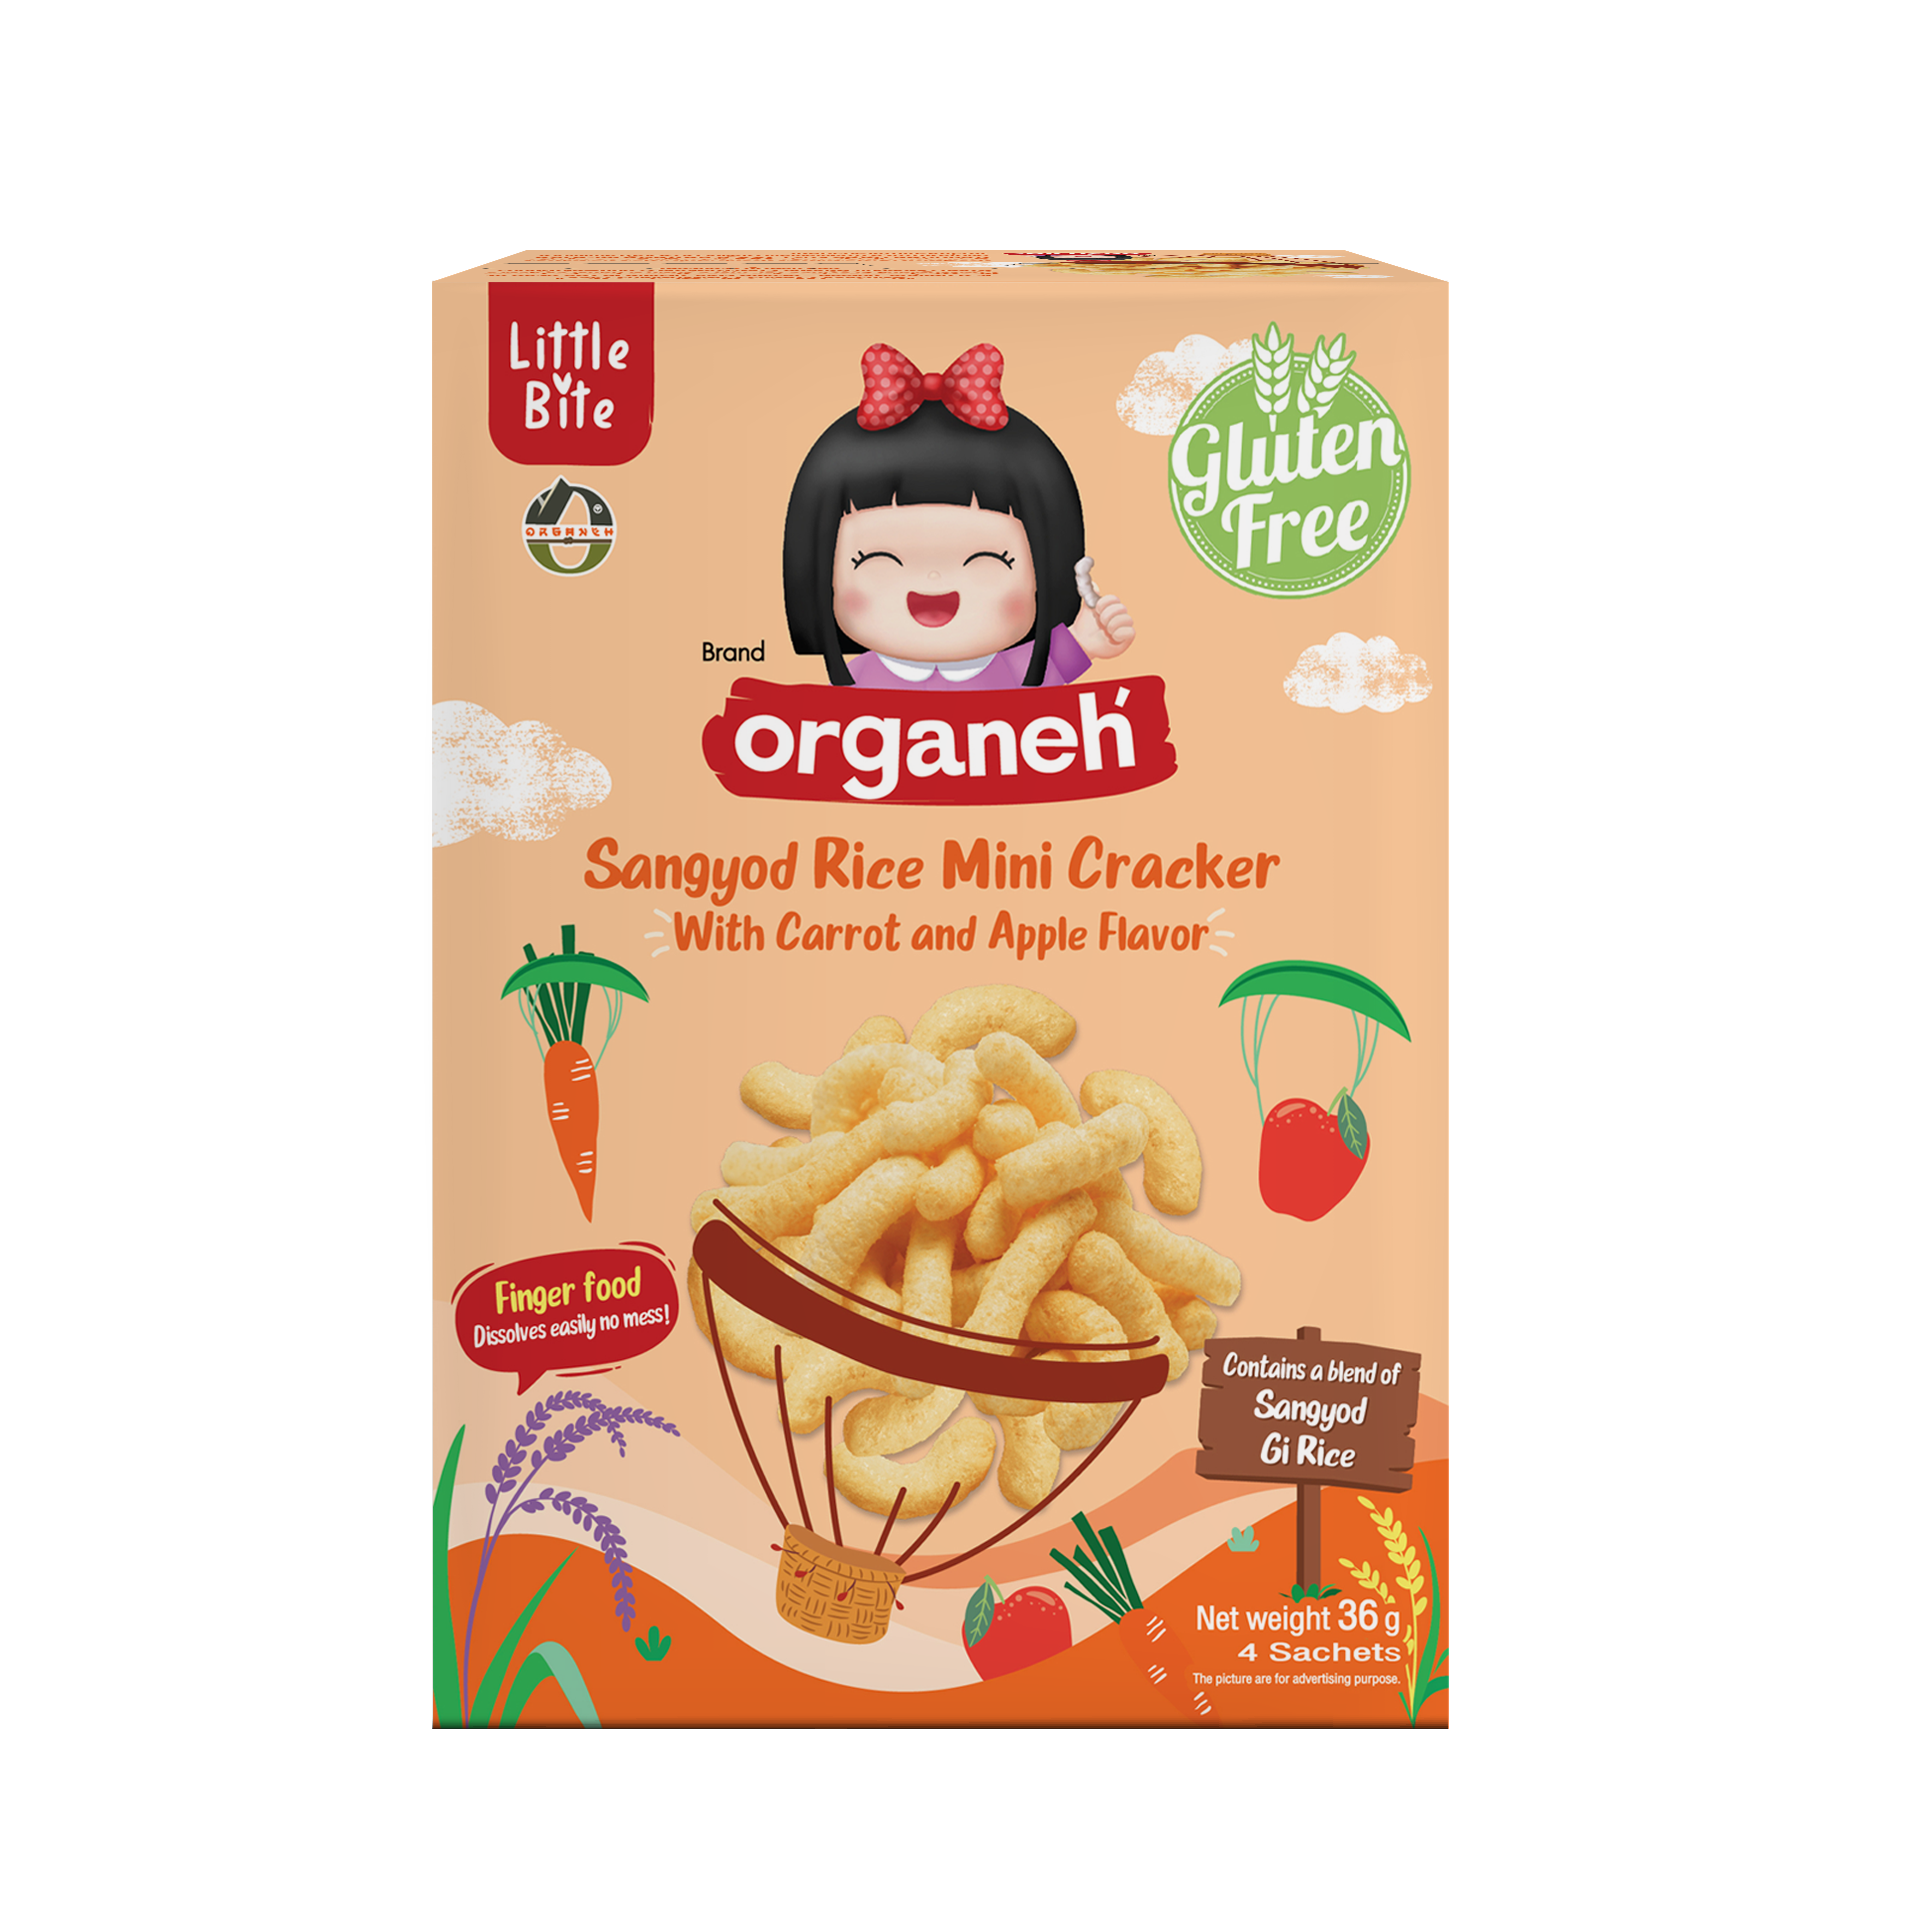 Little
Bite
ORGANEH
Gluten
Free
Brand
organeh
Sangyod Rice Mini Cracker
With Carrot and Apple Flavor
Finger food
Dissolves easily no mess!
Contains a blend of
Sangyod
Gi Rice
Net weight 36 g
4 Sachets
The picture are for advertising purpose.